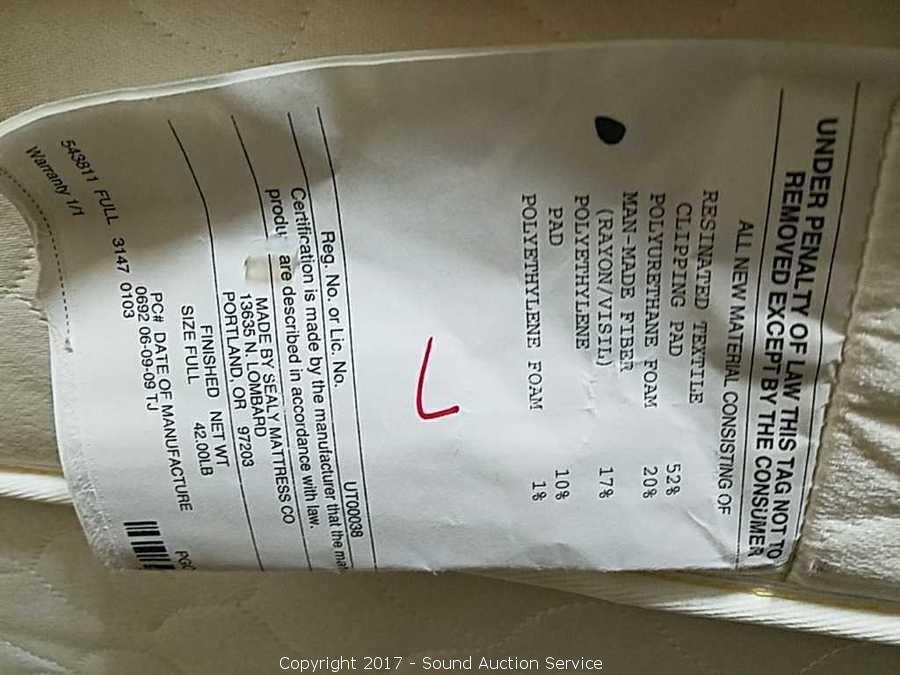 UNDER PENALTY OF LAW THIS TAG NOT TO
REMOVED EXCEPT BY THE CONSUMER
ALL NEW MATERIAL CONSISTING OF
RESINATED TEXTILE
CLIPPING PAD 52%
POLYURETHANE FOAM 20%
MAN-MADE FIBER
(RAYON/VISIL) 17%
POLYETHYLENE
PAD 10%
POLYETHYLENE FOAM 1%
Reg. No. or Lic. No. UT00038
Certification is made by the manufacturer that the
are described in accordance with law.
MADE BY SEALY MATTRESS CO
13635 N. LOMBARD
PORTLAND, OR 97203
FINISHED NET WT
SIZE FULL 42.00LB
PC# DATE OF MANUFACTURE
0692 06-09-09 TJ
543811 FULL 3147 0103
Warranty 1/1
Copyright 2017 - Sound Auction Service